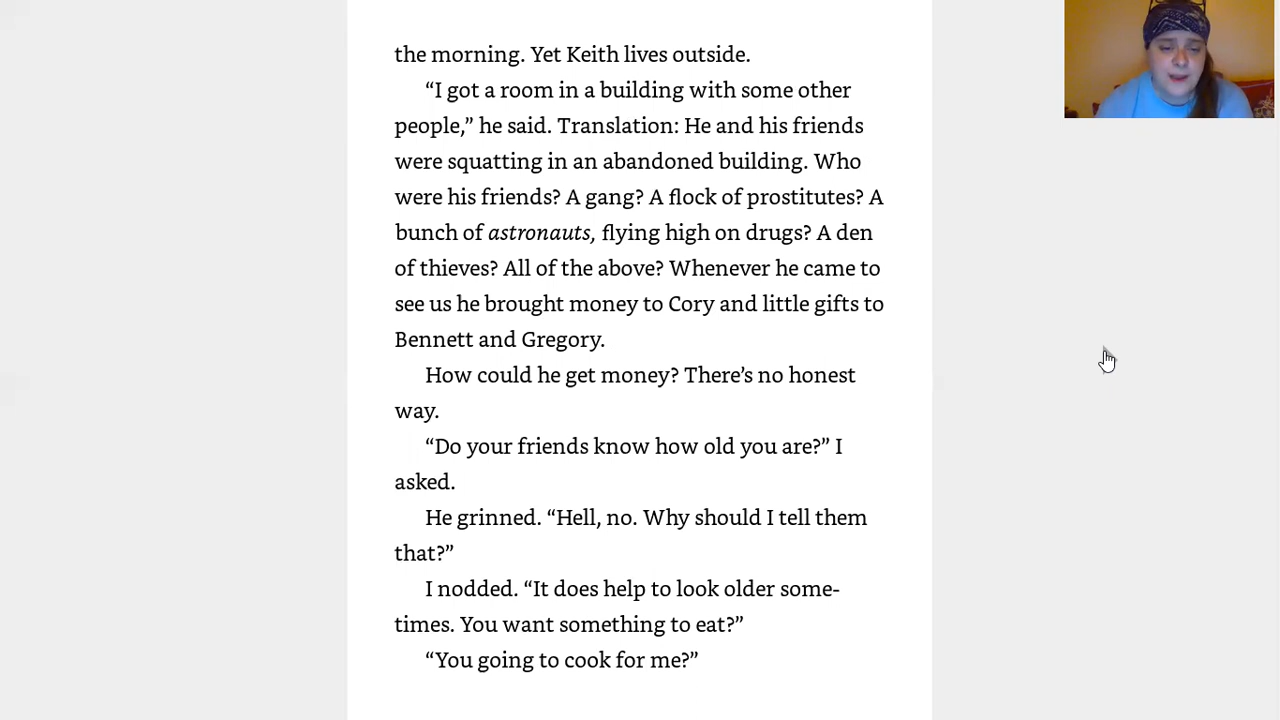 the morning. Yet Keith lives outside.
“I got a room in a building with some other
people,” he said. Translation: He and his friends
were squatting in an abandoned building. Who
were his friends? A gang? A flock of prostitutes? A
bunch of astronauts, flying high on drugs? A den
of thieves? All of the above? Whenever he came to
see us he brought money to Cory and little gifts to
Bennett and Gregory.
How could he get money? There’s no honest
way.
“Do your friends know how old you are?” I
asked.
He grinned. “Hell, no. Why should I tell them
that?”
I nodded. “It does help to look older some-
times. You want something to eat?”
“You going to cook for me?”